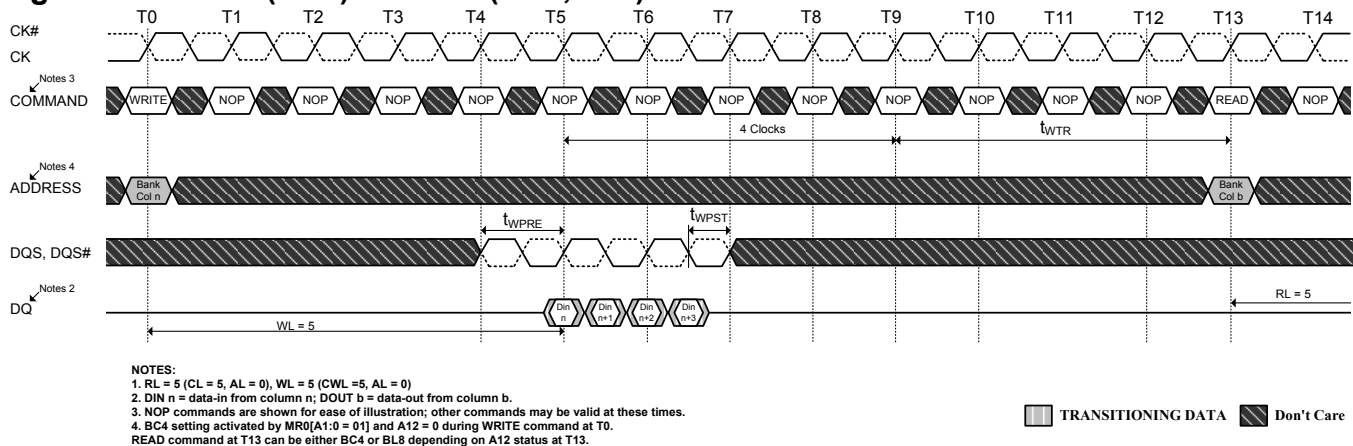 T0 T1 T2 T3 T4 T5 T6 T7 T8 T9 T10 T11 T12 T13 T14
CK#
CK
Notes 3
COMMAND WRITE NOP NOP NOP NOP NOP NOP NOP NOP NOP NOP NOP NOP READ NOP
4 Clocks tWTR
Notes 4
ADDRESS
Bank Bank
Col n Col b
tWPRE tWPST
DQS, DQS#
Notes 2
DQ
Din Din Din Din
n n+1 n+2 n+3
RL = 5
WL = 5
NOTES:
1. RL = 5 (CL = 5, AL = 0), WL = 5 (CWL =5, AL = 0)
2. DIN n = data-in from column n; DOUT b = data-out from column b.
3. NOP commands are shown for ease of illustration; other commands may be valid at these times.
4. BC4 setting activated by MR0[A1:0 = 01] and A12 = 0 during WRITE command at T0.
READ command at T13 can be either BC4 or BL8 depending on A12 status at T13.
TRANSITIONING DATA Don't Care